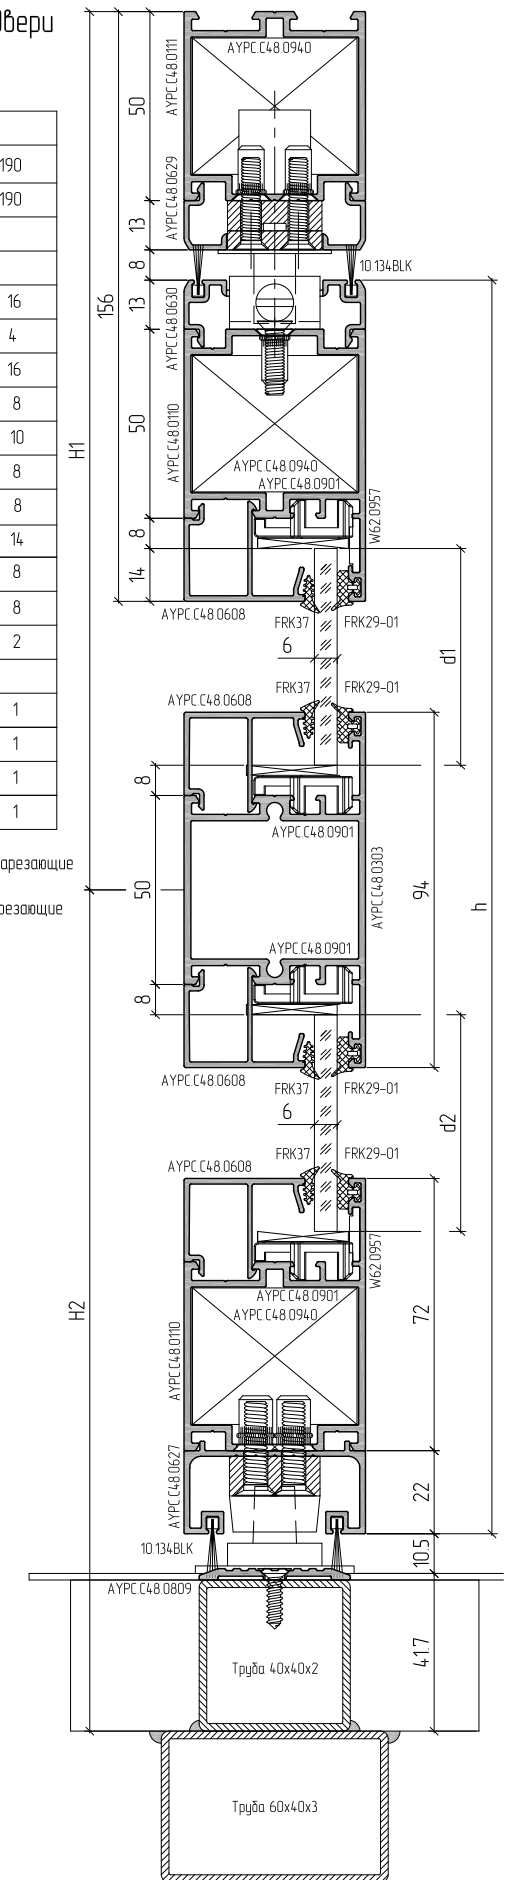 Двери
190
190
16
4
16
8
10
8
8
14
8
8
2
1
1
1
1
арезающие
резающие
AYPC.C48.0111
AYPC.C48.0940
50
AYPC.C48.0629
13
8
10.134BLK
156
13
AYPC.C48.0630
H1
50
AYPC.C48.0110
AYPC.C48.0940
AYPC.C48.0901
W62.0957
8
14
AYPC.C48.0608
FRK37
FRK29-01
6
d1
FRK37
FRK29-01
AYPC.C48.0608
8
AYPC.C48.0901
50
AYPC.C48.0303
94
h
AYPC.C48.0901
8
AYPC.C48.0608
FRK37
FRK29-01
6
d2
FRK37
FRK29-01
AYPC.C48.0608
W62.0957
AYPC.C48.0901
AYPC.C48.0940
H2
AYPC.C48.0110
72
AYPC.C48.0627
22
10.134BLK
10.5
AYPC.C48.0809
Труба 40х40х2
41.7
Труба 60х40х3